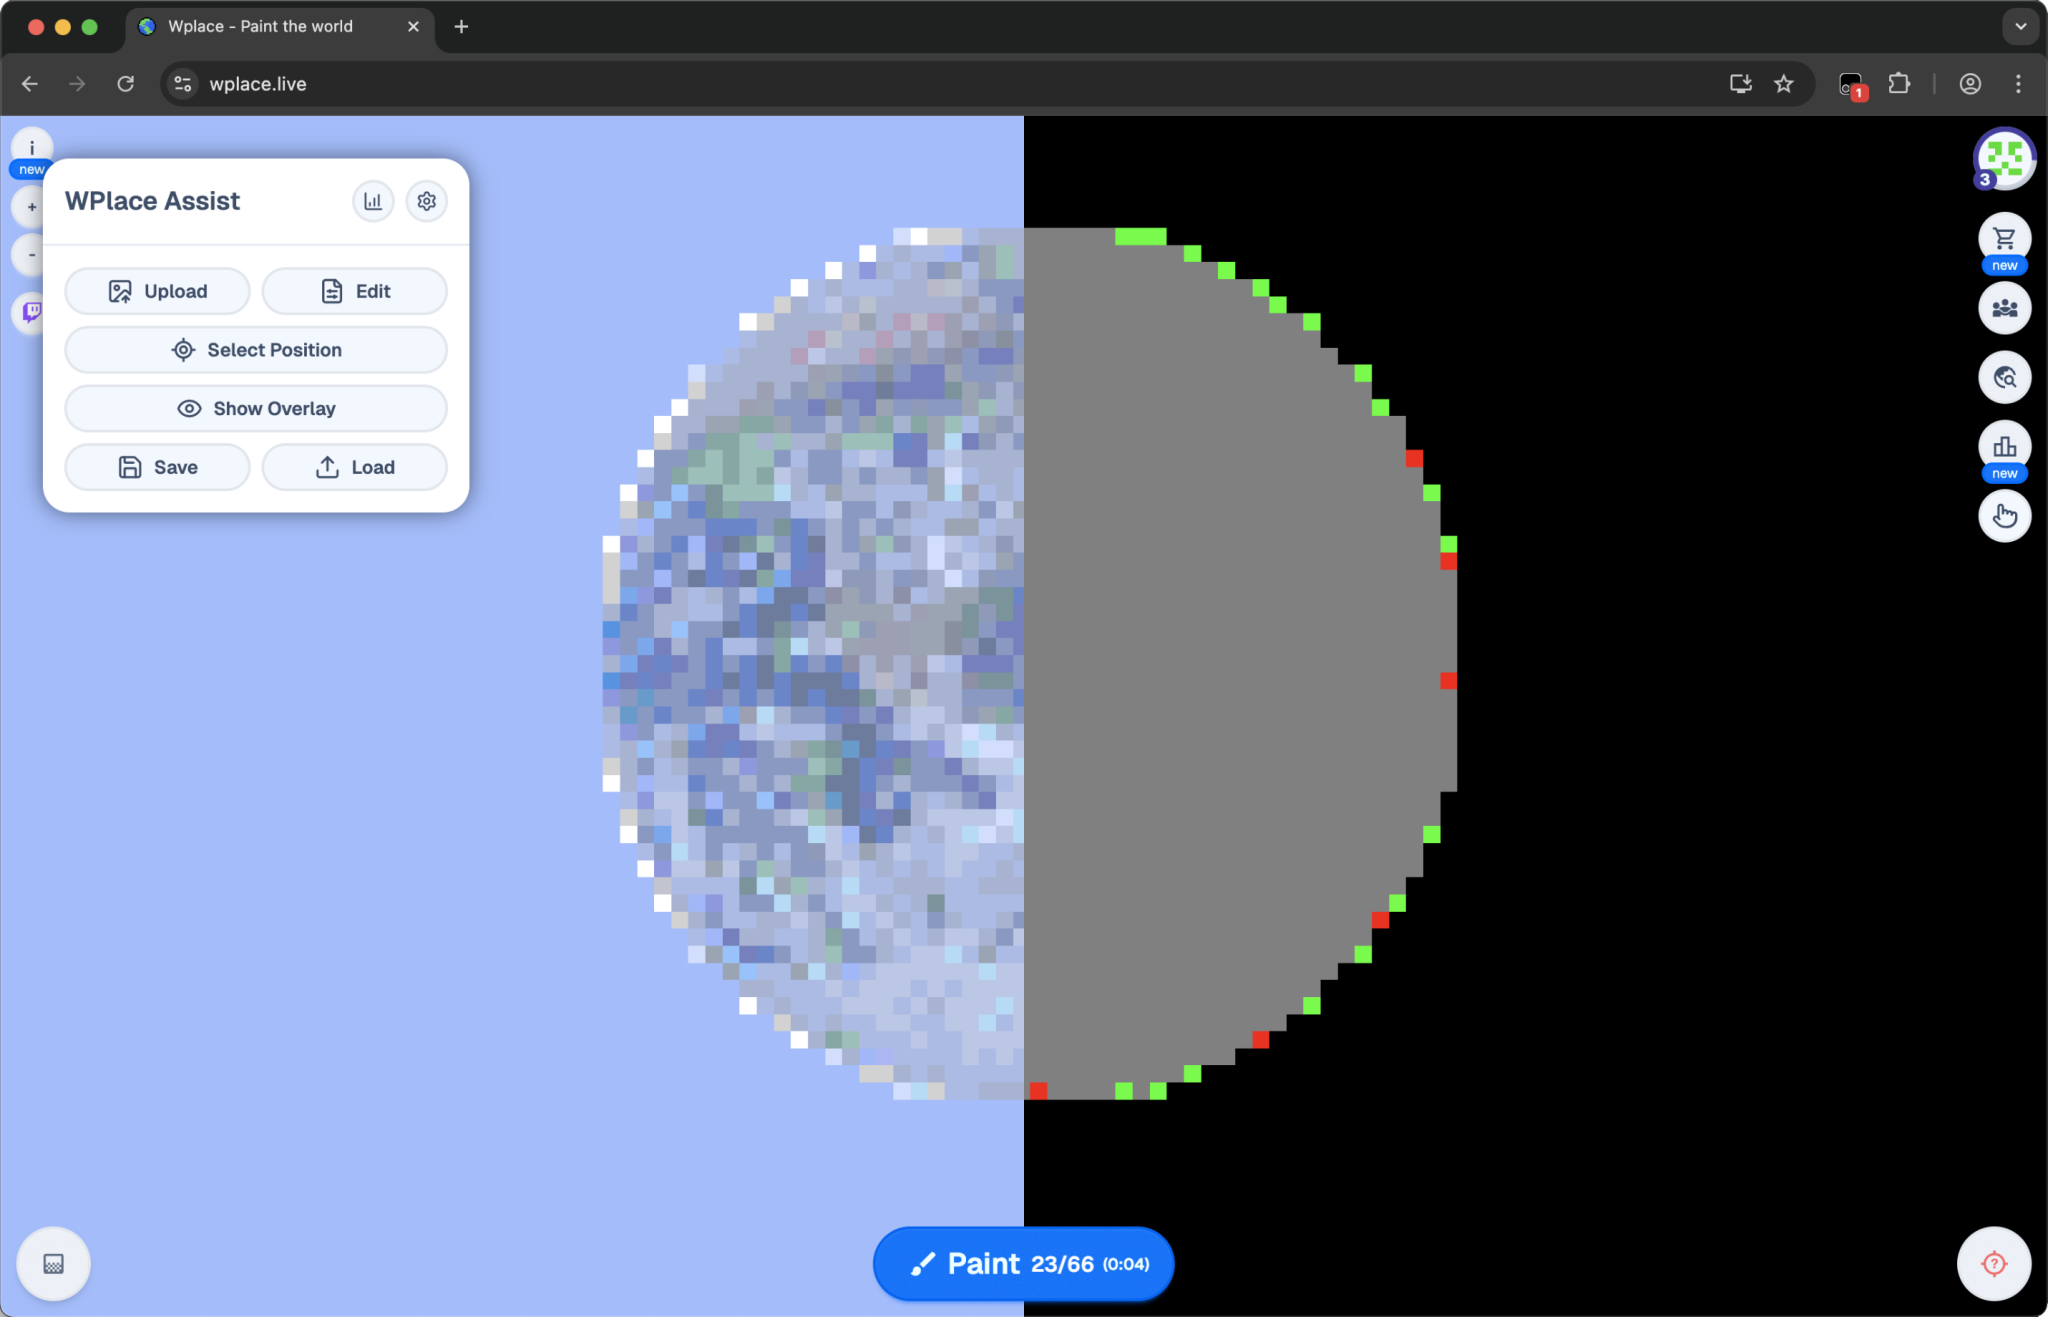 Wplace - Paint the world
wplace.live
1
i
new
WPlace Assist
3
+
-
Upload
Edit
new
Select Position
Show Overlay
Save
Load
new
Paint 23/66 (0:04)
?